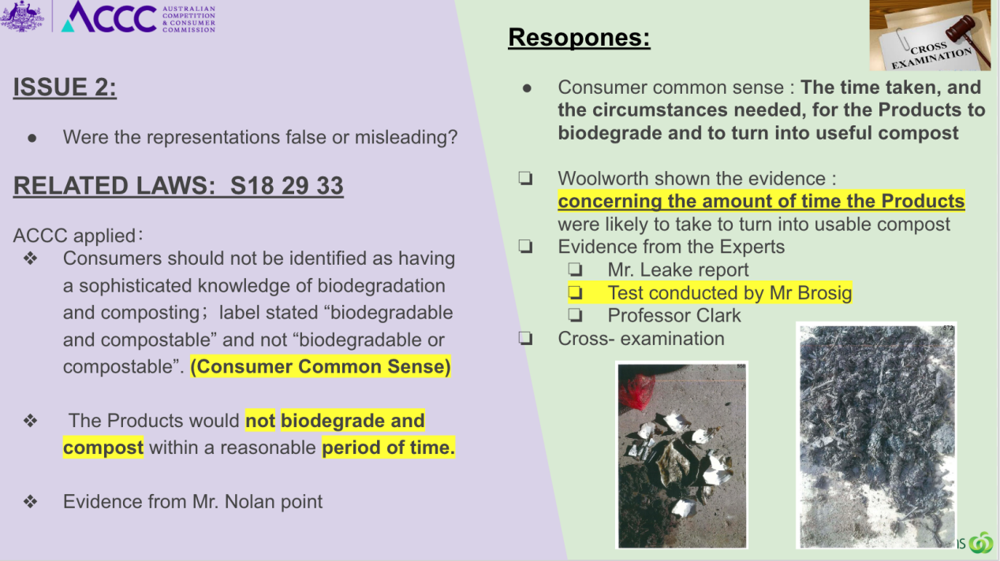 ACCC
AUSTRALIAN
COMPETITION
& CONSUMER
COMMISSION
ISSUE 2:
● Were the representations false or misleading?
RELATED LAWS: S18 29 33
ACCC applied：
❖ Consumers should not be identified as having
a sophisticated knowledge of biodegradation
and composting；label stated “biodegradable
and compostable” and not “biodegradable or
compostable”. (Consumer Common Sense)
❖ The Products would not biodegrade and
compost within a reasonable period of time.
❖ Evidence from Mr. Nolan point
Resopones:
CROSS
EXAMINATION
● Consumer common sense : The time taken, and
the circumstances needed, for the Products to
biodegrade and to turn into useful compost
❏ Woolworth shown the evidence :
concerning the amount of time the Products
were likely to take to turn into usable compost
❏ Evidence from the Experts
❏ Mr. Leake report
❏ Test conducted by Mr Brosig
❏ Professor Clark
❏ Cross- examination
572